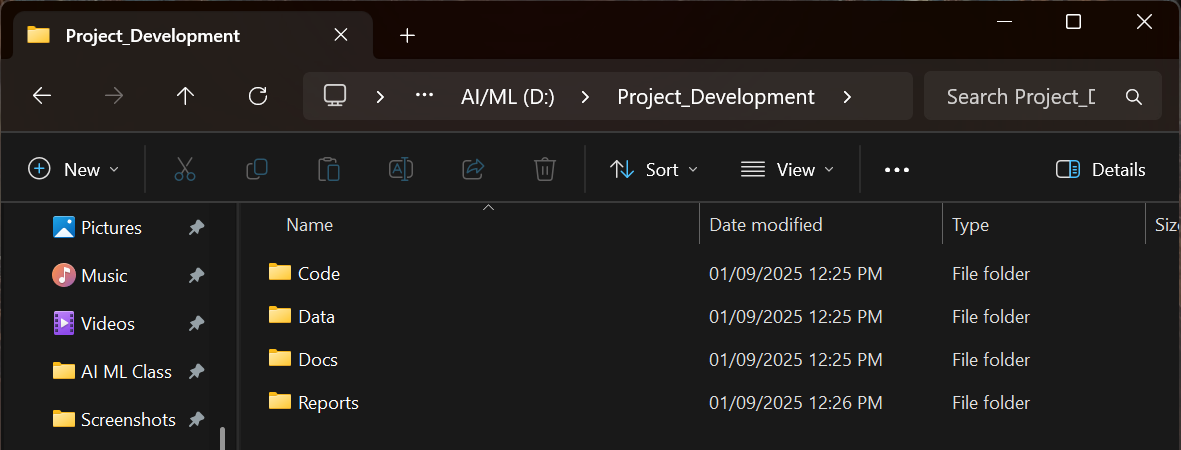 Project_Development
AI/ML (D:) Project_Development Search Project_D
New Sort View Details
Pictures
Music
Videos
AI ML Class
Screenshots
Name Date modified Type Size
Code 01/09/2025 12:25 PM File folder
Data 01/09/2025 12:25 PM File folder
Docs 01/09/2025 12:25 PM File folder
Reports 01/09/2025 12:26 PM File folder